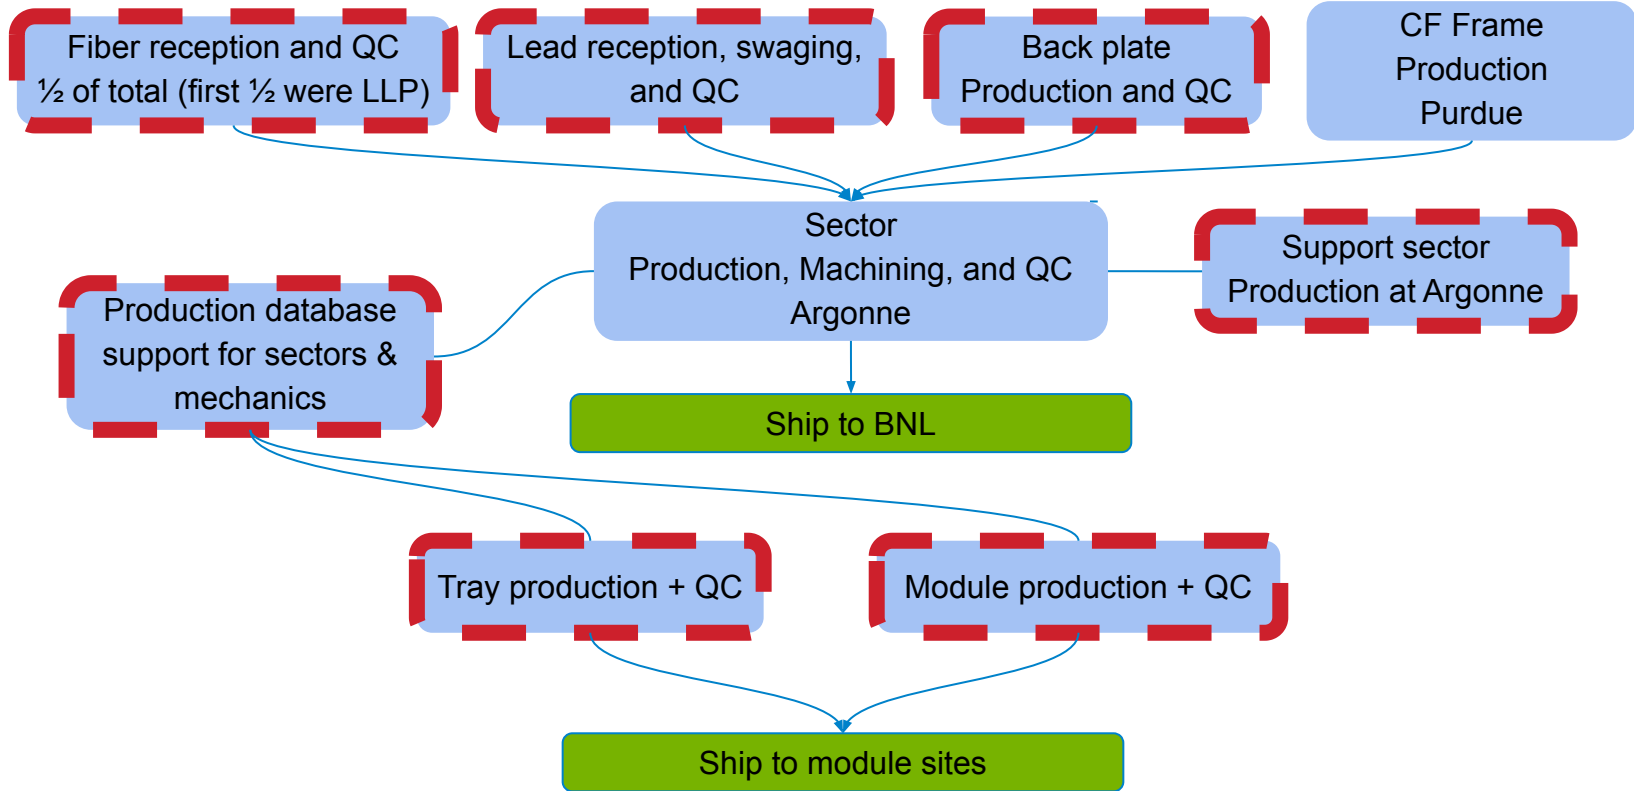 Fiber reception and QC
½ of total (first ½ were LLP)
Lead reception, swaging,
and QC
Back plate
Production and QC
CF Frame
Production
Purdue
Sector
Production, Machining, and QC
Argonne
Support sector
Production at Argonne
Production database
support for sectors &
mechanics
Ship to BNL
Tray production + QC
Module production + QC
Ship to module sites